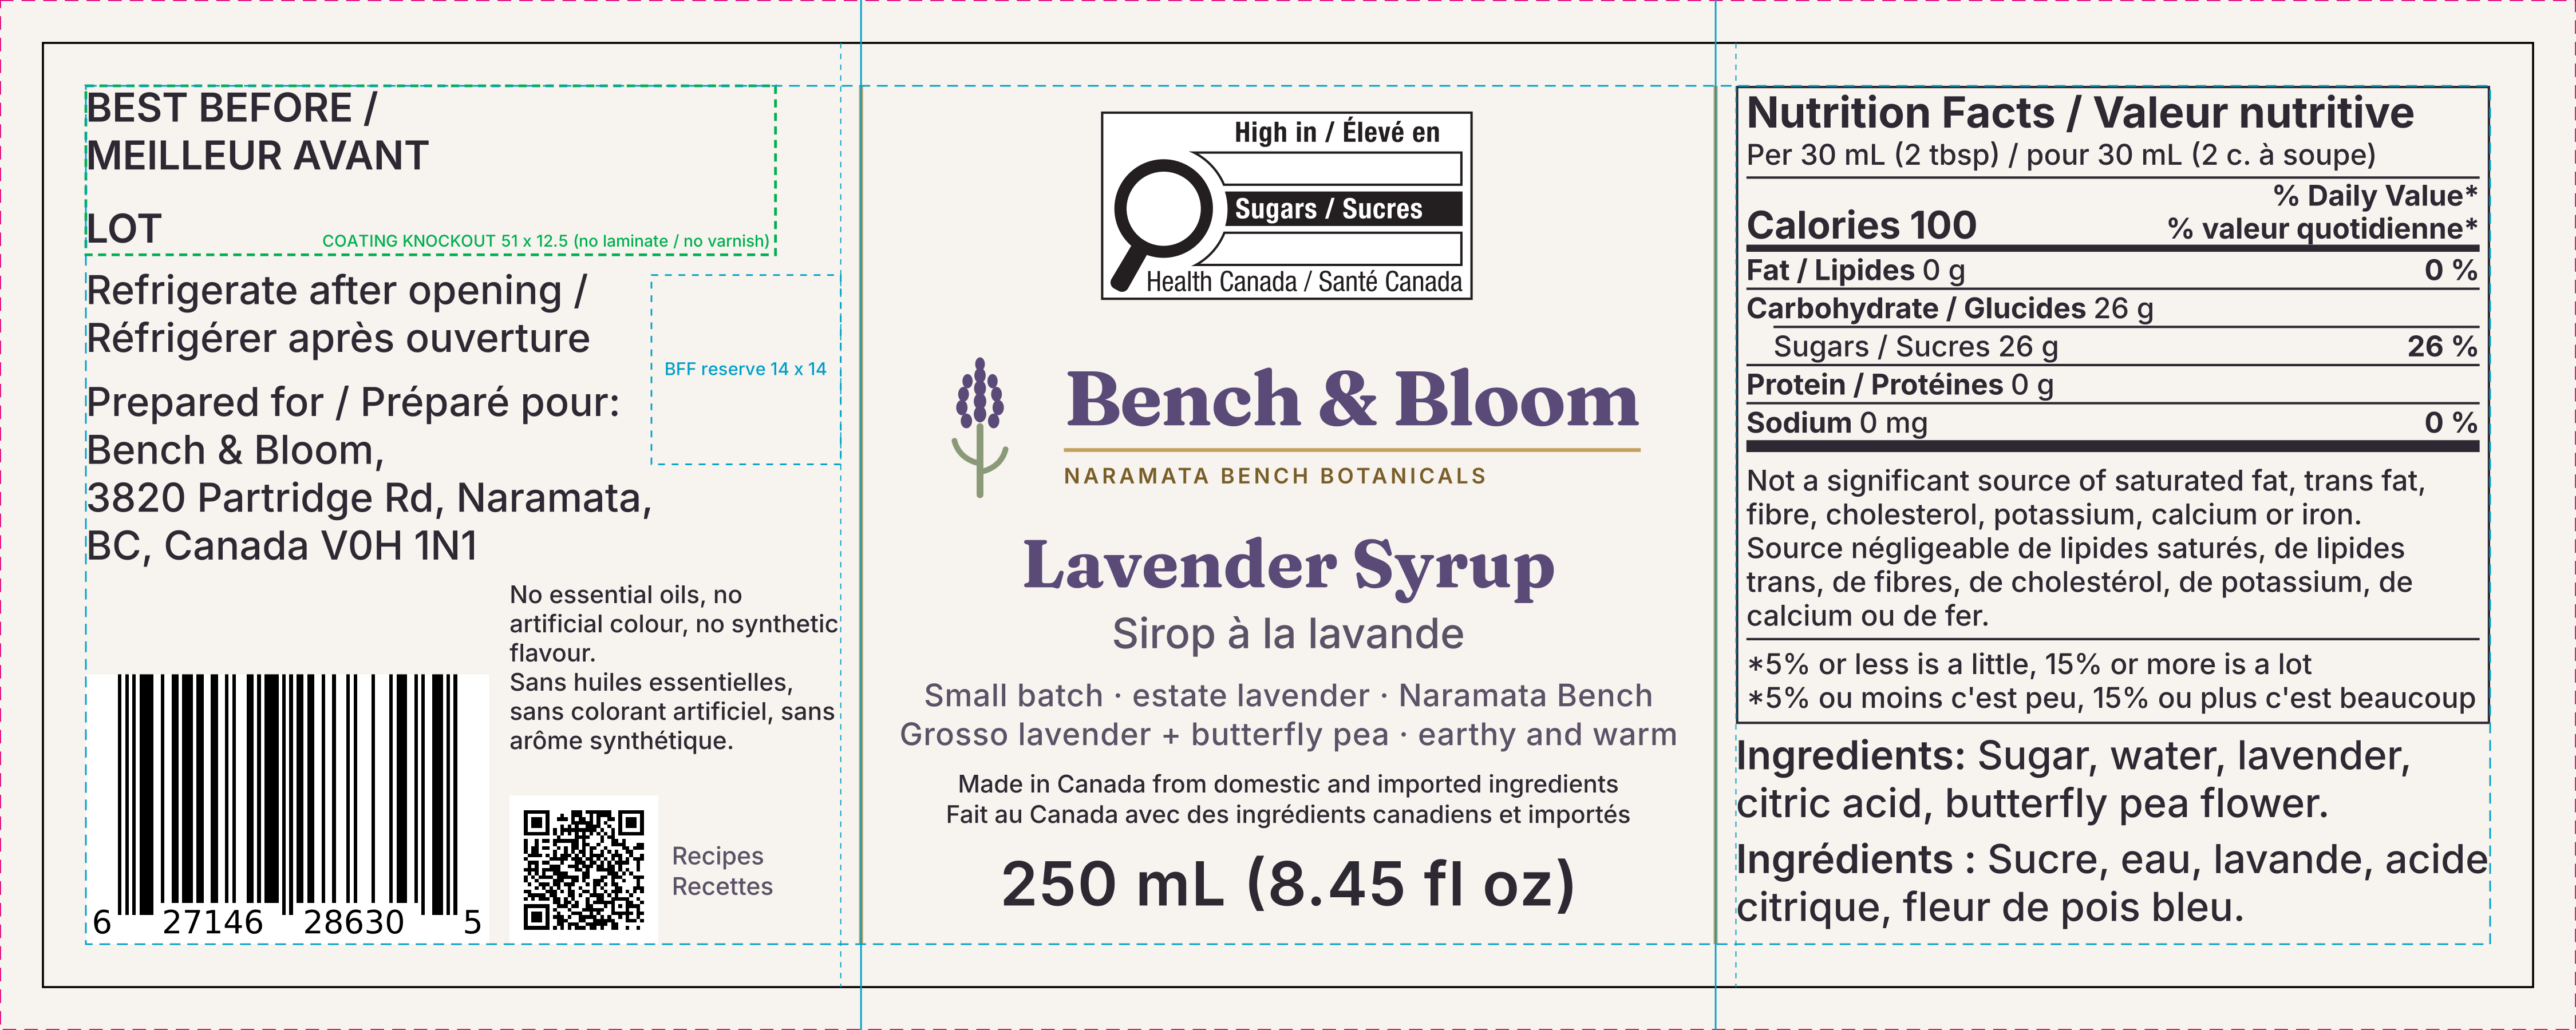 BEST BEFORE /
MEILLEUR AVANT
LOT
COATING KNOCKOUT 51 x 12.5 (no laminate / no varnish)
Refrigerate after opening /
Réfrigérer après ouverture
BFF reserve 14 x 14
Prepared for / Préparé pour:
Bench & Bloom,
3820 Partridge Rd, Naramata,
BC, Canada V0H 1N1
No essential oils, no
artificial colour, no synthetic
flavour.
Sans huiles essentielles,
sans colorant artificiel, sans
arôme synthétique.
6 27146 28630 5
Recipes
Recettes
High in / Élevé en
Sugars / Sucres
Health Canada / Santé Canada
Bench & Bloom
NARAMATA BENCH BOTANICALS
Lavender Syrup
Sirop à la lavande
Small batch · estate lavender · Naramata Bench
Grosso lavender + butterfly pea · earthy and warm
Made in Canada from domestic and imported ingredients
Fait au Canada avec des ingrédients canadiens et importés
250 mL (8.45 fl oz)
Nutrition Facts / Valeur nutritive
Per 30 mL (2 tbsp) / pour 30 mL (2 c. à soupe)
% Daily Value*
Calories 100 % valeur quotidienne*
Fat / Lipides 0 g 0 %
Carbohydrate / Glucides 26 g
Sugars / Sucres 26 g 26 %
Protein / Protéines 0 g
Sodium 0 mg 0 %
Not a significant source of saturated fat, trans fat,
fibre, cholesterol, potassium, calcium or iron.
Source négligeable de lipides saturés, de lipides
trans, de fibres, de cholestérol, de potassium, de
calcium ou de fer.
*5% or less is a little, 15% or more is a lot
*5% ou moins c'est peu, 15% ou plus c'est beaucoup
Ingredients: Sugar, water, lavender,
citric acid, butterfly pea flower.
Ingrédients : Sucre, eau, lavande, acide
citrique, fleur de pois bleu.